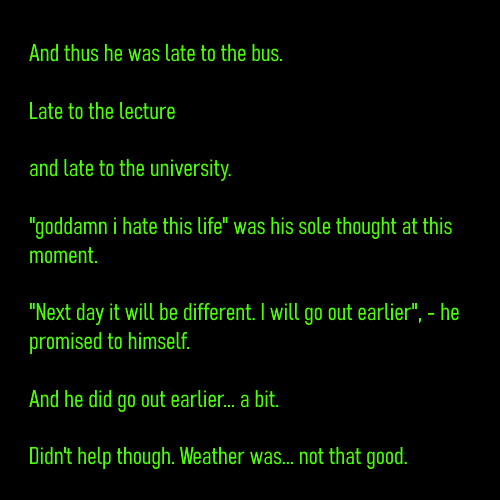 And thus he was late to the bus.
Late to the lecture
and late to the university.
"goddamn i hate this life" was his sole thought at this
moment.
"Next day it will be different. I will go out earlier", - he
promised to himself.
And he did go out earlier... a bit.
Didn't help though. Weather was... not that good.